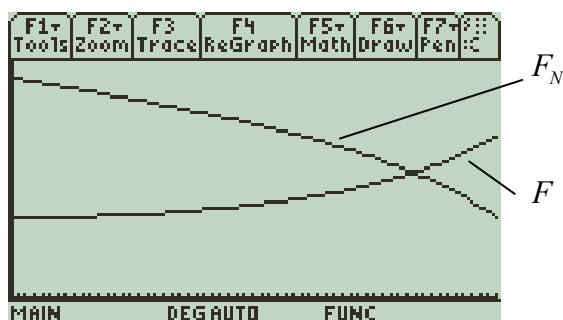 F1 F2 F3 F4 F5 F6 F7
Tools Zoom Trace ReGraph Math Draw Pen :C
F_N
F
MAIN DEG AUTO FUNC